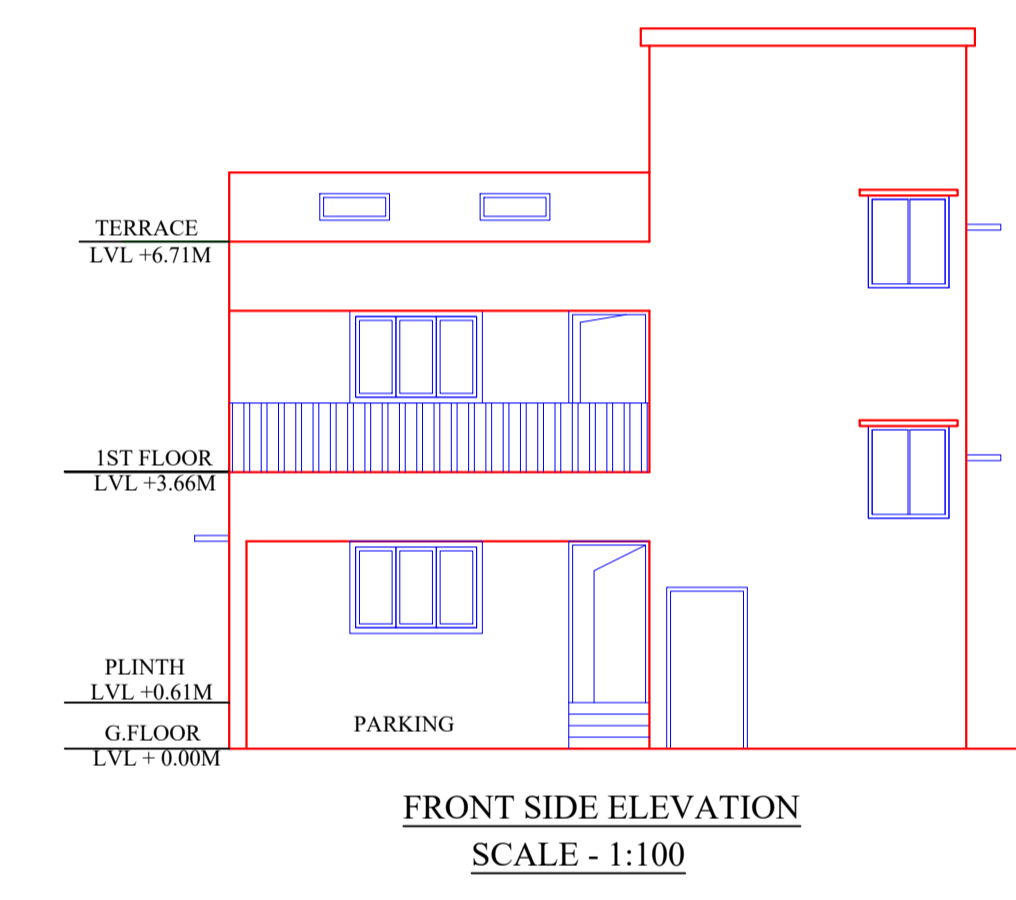 TERRACE
LVL +6.71M
1ST FLOOR
LVL +3.66M
PLINTH
LVL +0.61M
G.FLOOR
LVL + 0.00M
PARKING
FRONT SIDE ELEVATION
SCALE - 1:100